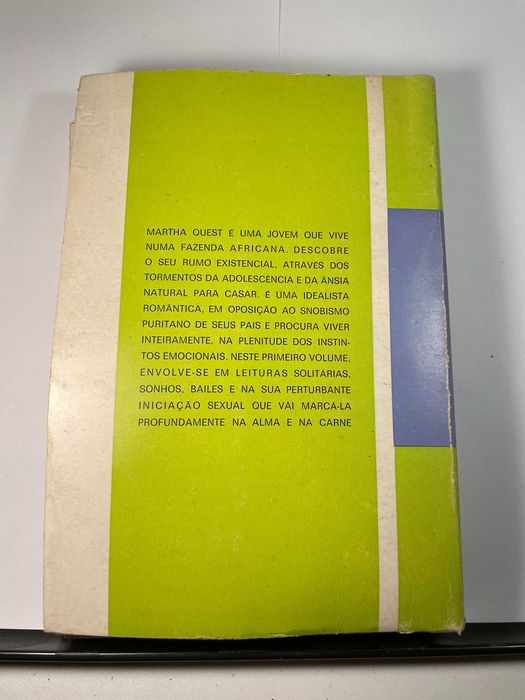 MARTHA QUEST É UMA JOVEM QUE VIVE
NUMA FAZENDA AFRICANA. DESCOBRE
O SEU RUMO EXISTENCIAL, ATRAVÉS DOS
TORMENTOS DA ADOLESCÊNCIA E DA ÂNSIA
NATURAL PARA CASAR. É UMA IDEALISTA
ROMÂNTICA, EM OPOSIÇÃO AO SNOBISMO
PURITANO DE SEUS PAIS E PROCURA VIVER
INTEIRAMENTE, NA PLENITUDE DOS INSTIN-
TOS EMOCIONAIS. NESTE PRIMEIRO VOLUME,
ENVOLVE-SE EM LEITURAS SOLITÁRIAS,
SONHOS, BAILES E NA SUA PERTURBANTE
INICIAÇÃO SEXUAL QUE VAI MARCÁ-LA
PROFUNDAMENTE NA ALMA E NA CARNE